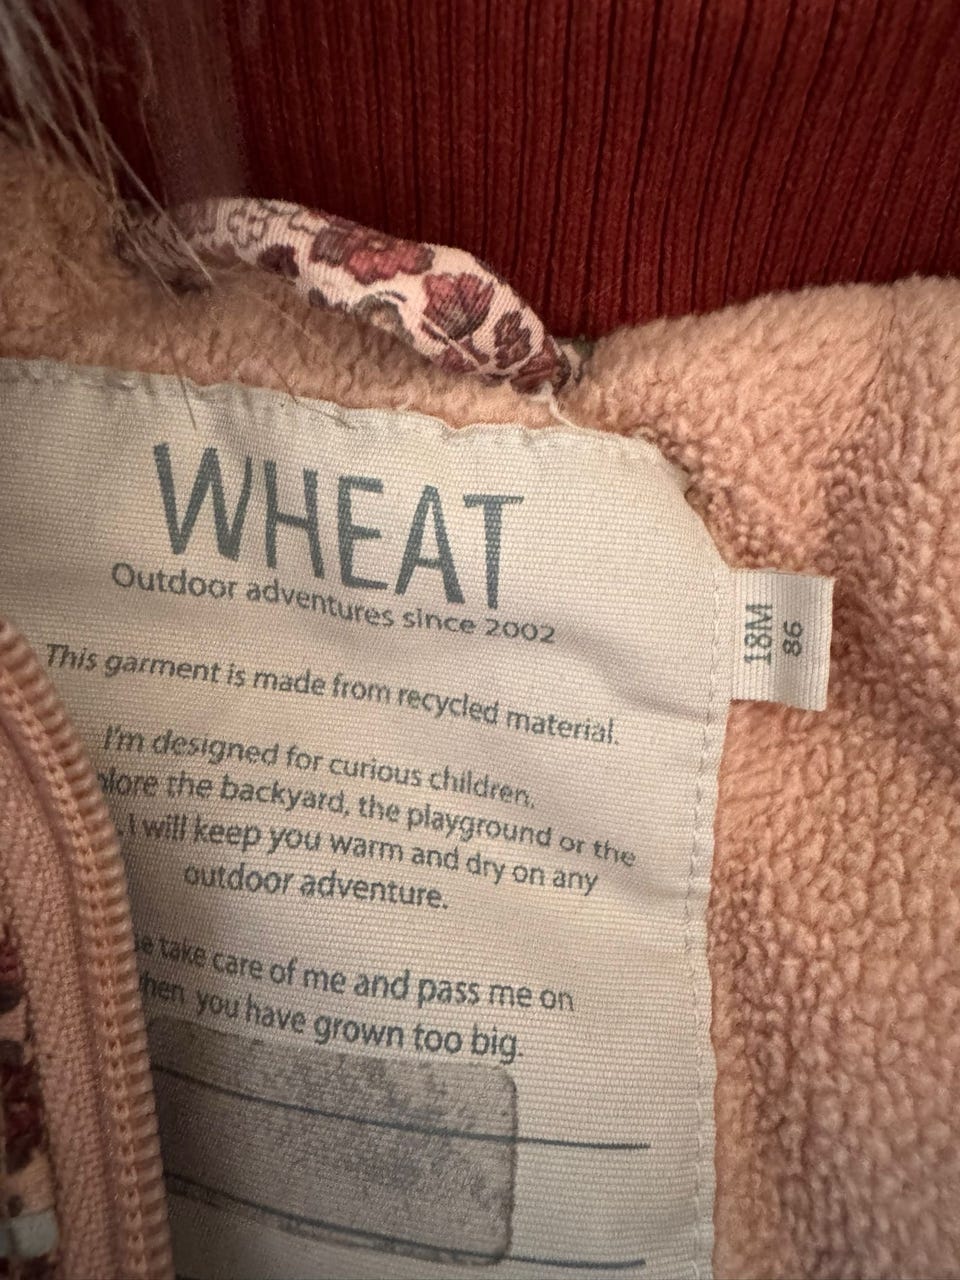 WHEAT
Outdoor adventures since 2002
18M
86
This garment is made from recycled material.
I'm designed for curious children.
plore the backyard, the playground or the
. I will keep you warm and dry on any
outdoor adventure.
e take care of me and pass me on
hen you have grown too big.